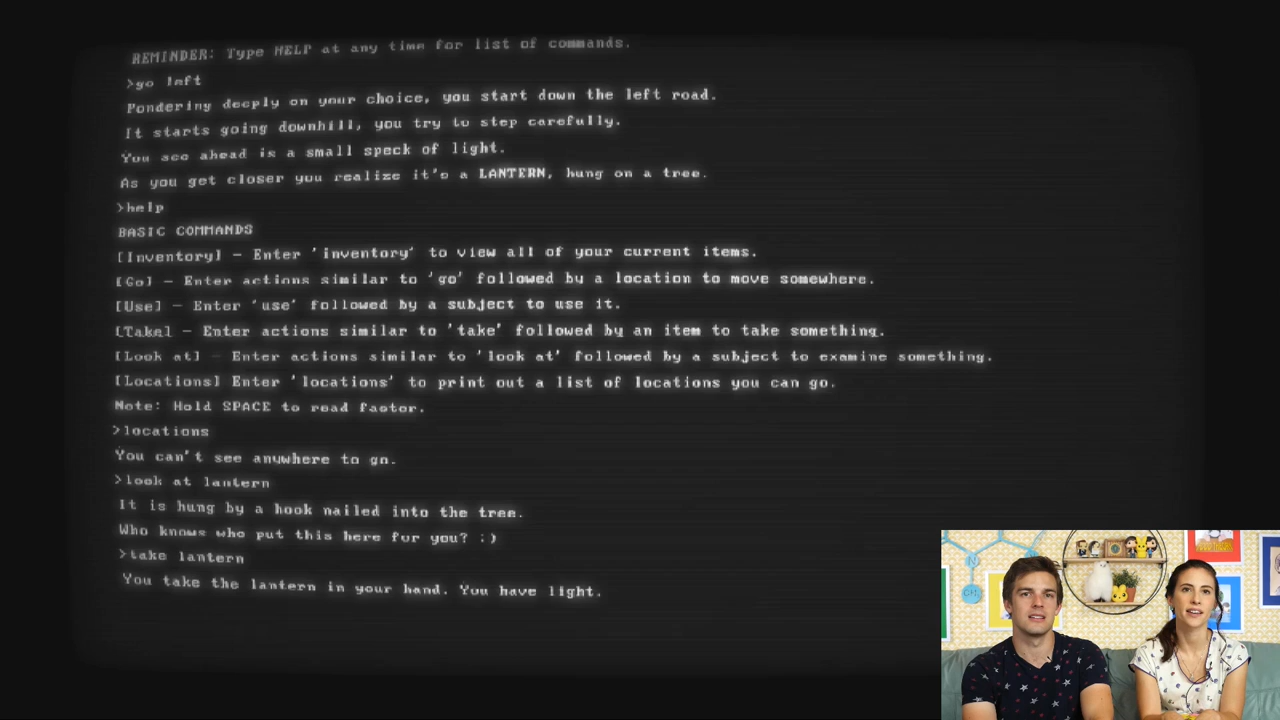 REMINDER: Type HELP at any time for list of commands.
>go left
Pondering deeply on your choice, you start down the left road.
It starts going downhill, you try to step carefully.
You see ahead is a small speck of light.
As you get closer you realize it's a LANTERN, hung on a tree.
>help
BASIC COMMANDS
[Inventory] – Enter 'inventory' to view all of your current items.
[Go] – Enter actions similar to 'go' followed by a location to move somewhere.
[Use] – Enter 'use' followed by a subject to use it.
[Take] – Enter actions similar to 'take' followed by an item to take something.
[Look at] – Enter actions similar to 'look at' followed by a subject to examine something.
[Locations] Enter 'locations' to print out a list of locations you can go.
Note: Hold SPACE to read faster.
>locations
You can't see anywhere to go.
>look at lantern
It is hung by a hook nailed into the tree.
Who knows who put this here for you? :)
>take lantern
You take the lantern in your hand. You have light.